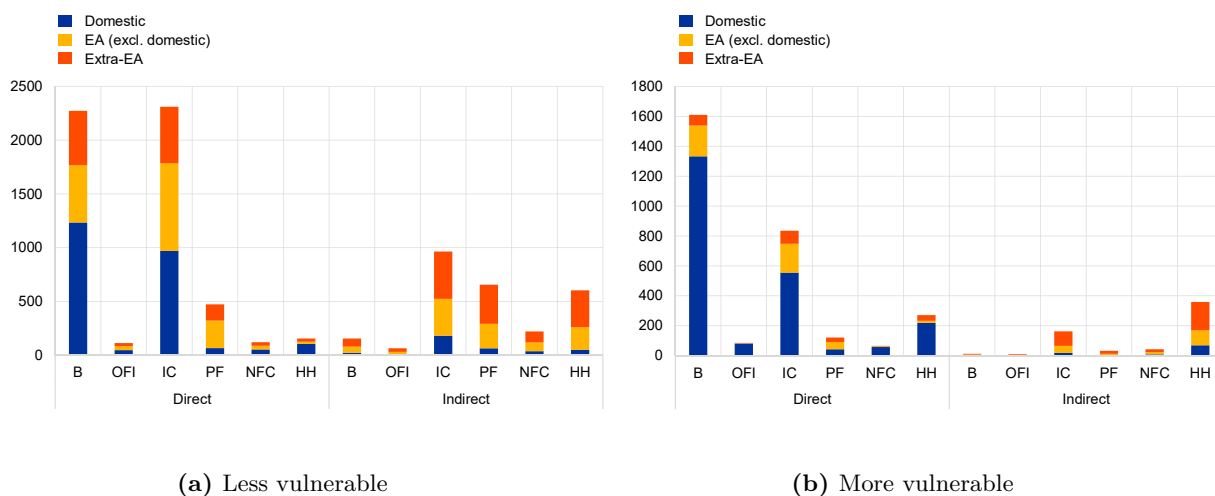 Domestic
EA (excl. domestic)
Extra-EA
2500
2000
1500
1000
500
0
B OFI IC PF NFC HH B OFI IC PF NFC HH
Direct Indirect
(a) Less vulnerable
Domestic
EA (excl. domestic)
Extra-EA
1800
1600
1400
1200
1000
800
600
400
200
0
B OFI IC PF NFC HH B OFI IC PF NFC HH
Direct Indirect
(b) More vulnerable